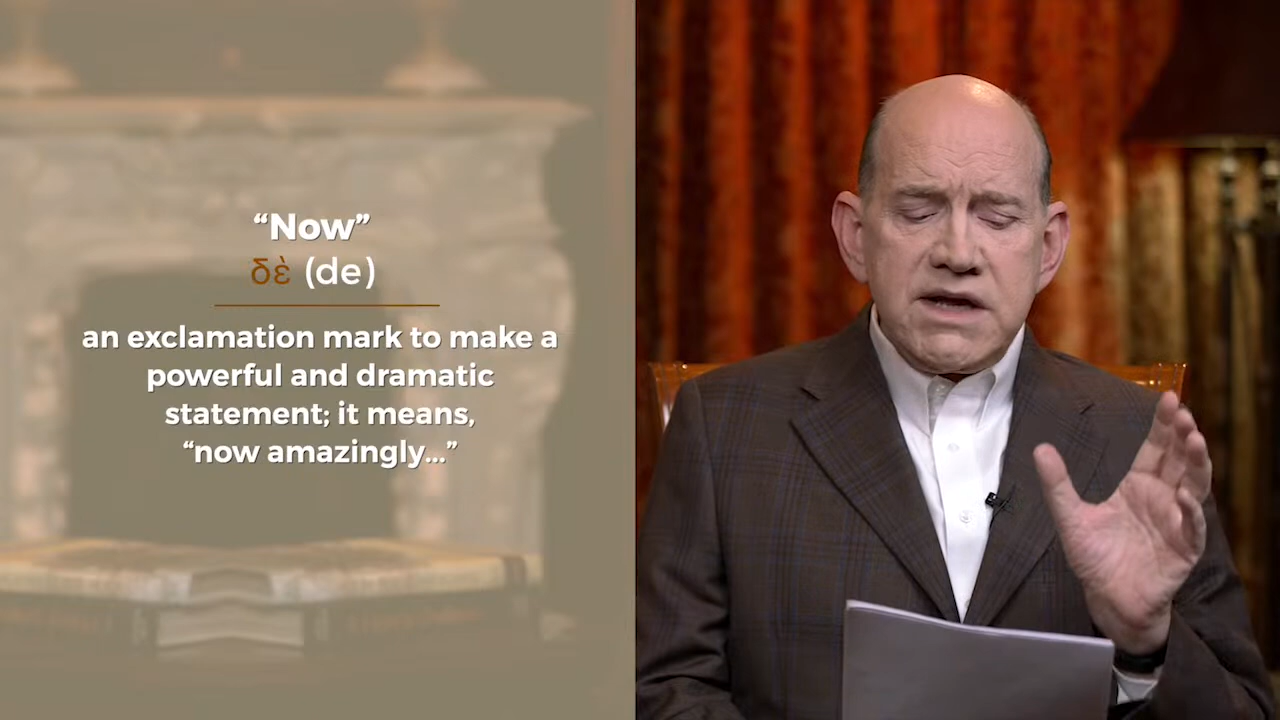 “Now”
δὲ (de)
an exclamation mark to make a
powerful and dramatic
statement; it means,
“now amazingly...”